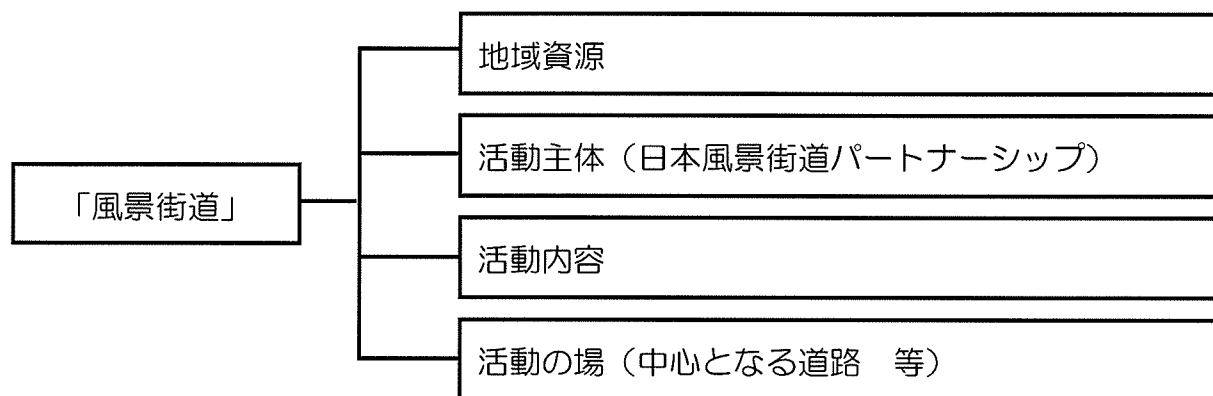 地域資源
活動主体（日本風景街道パートナーシップ）
「風景街道」
活動内容
活動の場（中心となる道路　等）